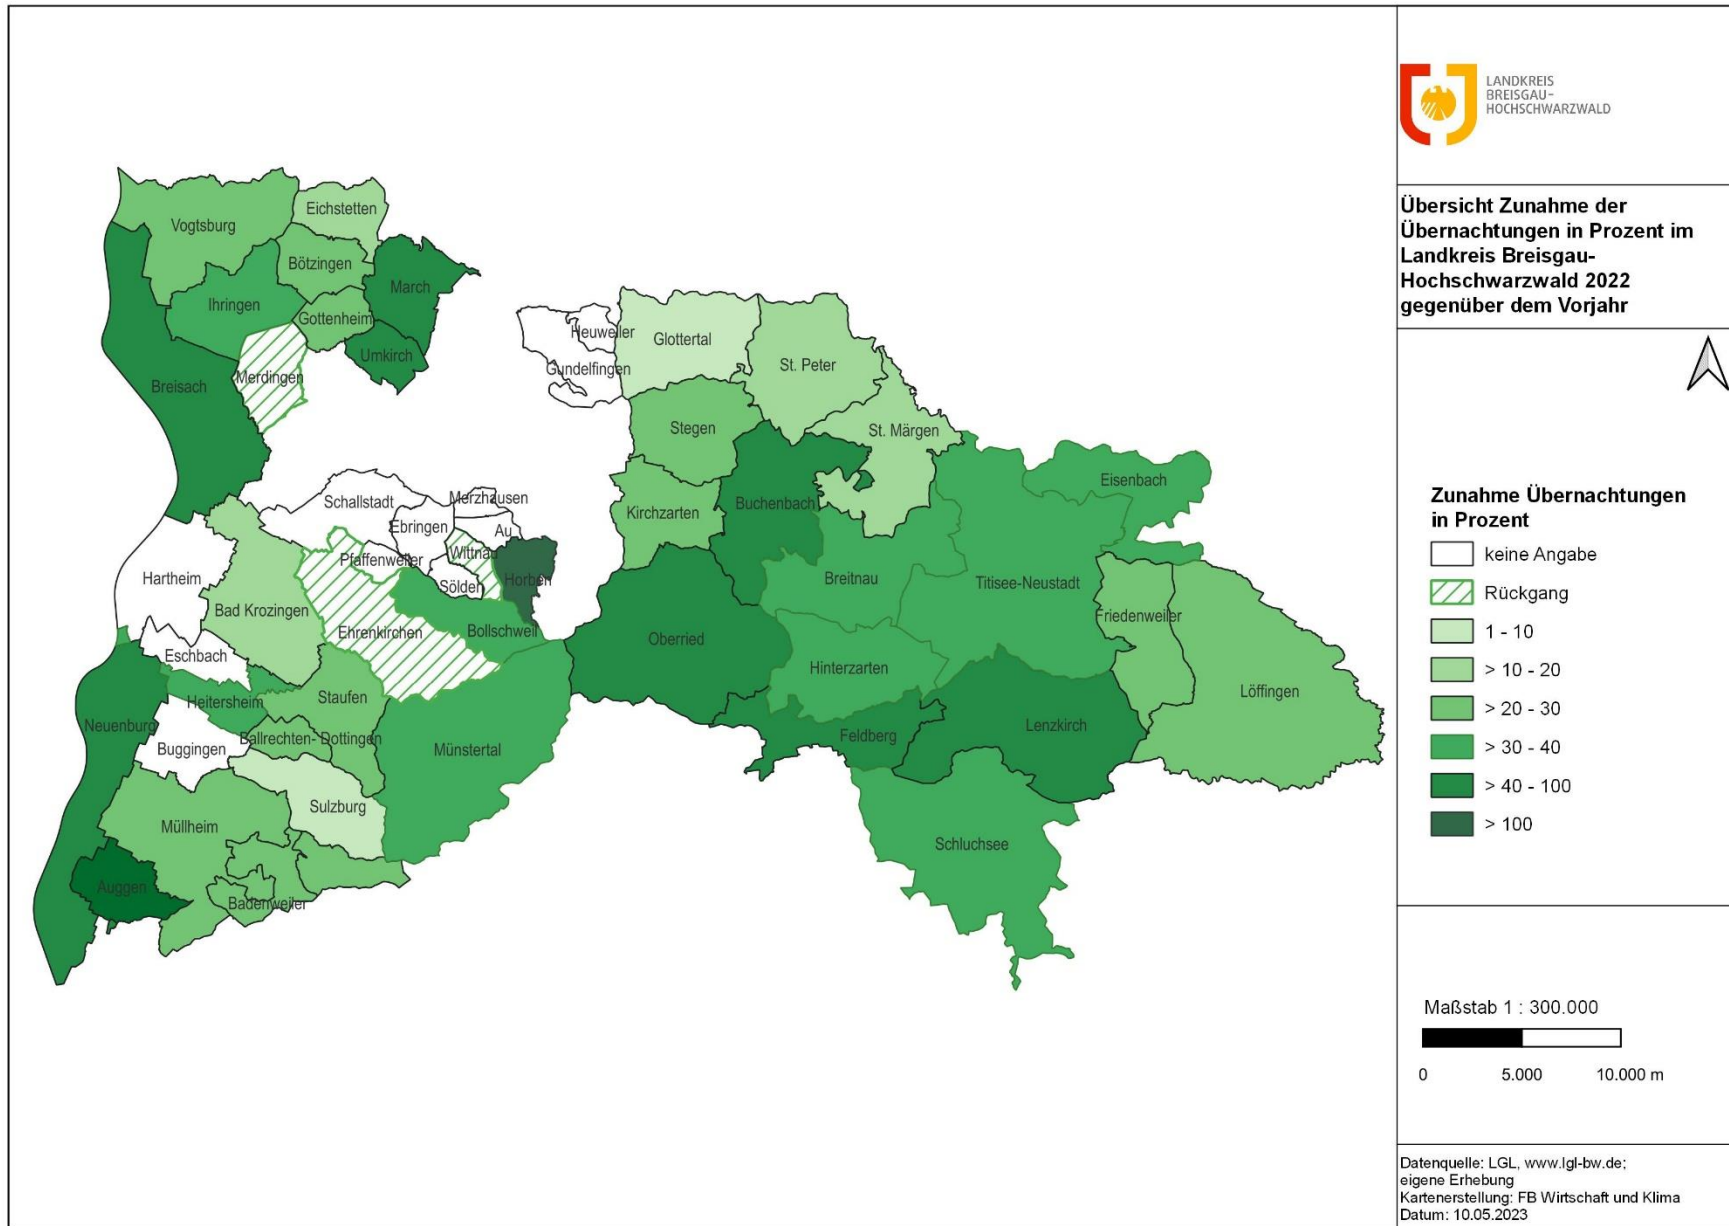 LANDKREIS
BREISGAU-
HOCHSCHWARZWALD
Übersicht Zunahme der
Übernachtungen in Prozent im
Landkreis Breisgau-
Hochschwarzwald 2022
gegenüber dem Vorjahr
Vogtsburg
Eichstetten
Bötzingen
March
Ihringen
Gottenheim
Umkirch
Merdingen
Breisach
Heuweiler
Gundelfingen
Glottertal
St. Peter
Stegen
St. Märgen
Eisenbach
Buchenbach
Kirchzarten
Schallstadt
Merzhausen
Ebringen
Au
Wittnau
Pfaffenweiler
Sölden
Horben
Hartheim
Bad Krozingen
Ehrenkirchen
Bollschweil
Breitnau
Titisee-Neustadt
Friedenweiler
Oberried
Hinterzarten
Löffingen
Eschbach
Heitersheim
Staufen
Neuenburg
Buggingen
Ballrechten- Dottingen
Münstertal
Feldberg
Lenzkirch
Sulzburg
Müllheim
Schluchsee
Auggen
Badenweiler
Zunahme Übernachtungen
in Prozent
keine Angabe
Rückgang
1 - 10
> 10 - 20
> 20 - 30
> 30 - 40
> 40 - 100
> 100
Maßstab 1 : 300.000
0 5.000 10.000 m
Datenquelle: LGL, www.lgl-bw.de;
eigene Erhebung
Kartenerstellung: FB Wirtschaft und Klima
Datum: 10.05.2023